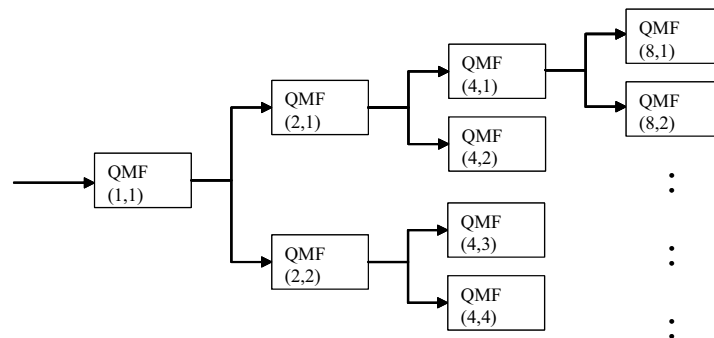 QMF
(1,1)
QMF
(2,1)
QMF
(2,2)
QMF
(4,1)
QMF
(4,2)
QMF
(4,3)
QMF
(4,4)
QMF
(8,1)
QMF
(8,2)